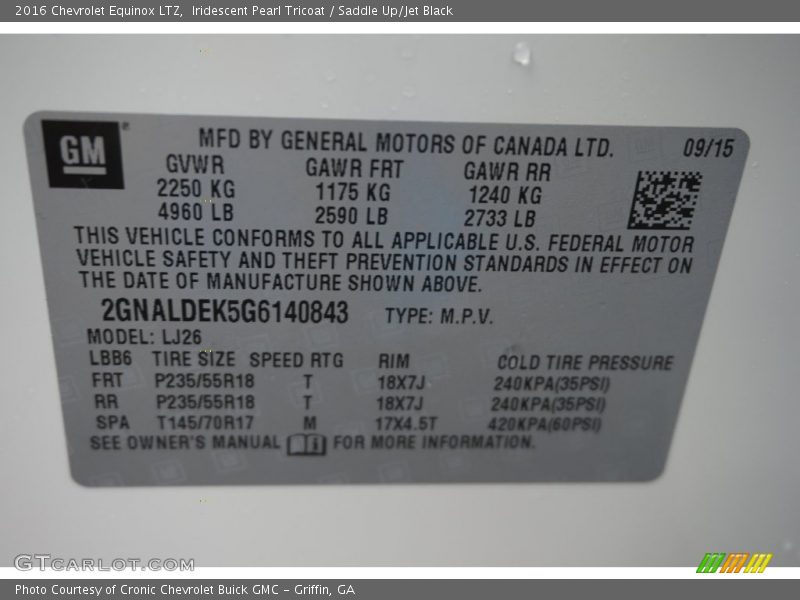 2016 Chevrolet Equinox LTZ,  Iridescent Pearl Tricoat / Saddle Up/Jet Black
GM®
MFD BY GENERAL MOTORS OF CANADA LTD. 09/15
GVWR GAWR FRT GAWR RR
2250 KG 1175 KG 1240 KG
4960 LB 2590 LB 2733 LB
THIS VEHICLE CONFORMS TO ALL APPLICABLE U.S. FEDERAL MOTOR
VEHICLE SAFETY AND THEFT PREVENTION STANDARDS IN EFFECT ON
THE DATE OF MANUFACTURE SHOWN ABOVE.
2GNALDEK5G6140843 TYPE: M.P.V.
MODEL: LJ26
LBB6 TIRE SIZE SPEED RTG RIM COLD TIRE PRESSURE
FRT P235/55R18 T 18X7J 240KPA(35PSI)
RR P235/55R18 T 18X7J 240KPA(35PSI)
SPA T145/70R17 M 17X4.5T 420KPA(60PSI)
SEE OWNER'S MANUAL i FOR MORE INFORMATION.
GTCARLOT.COM
Photo Courtesy of Cronic Chevrolet Buick GMC – Griffin, GA